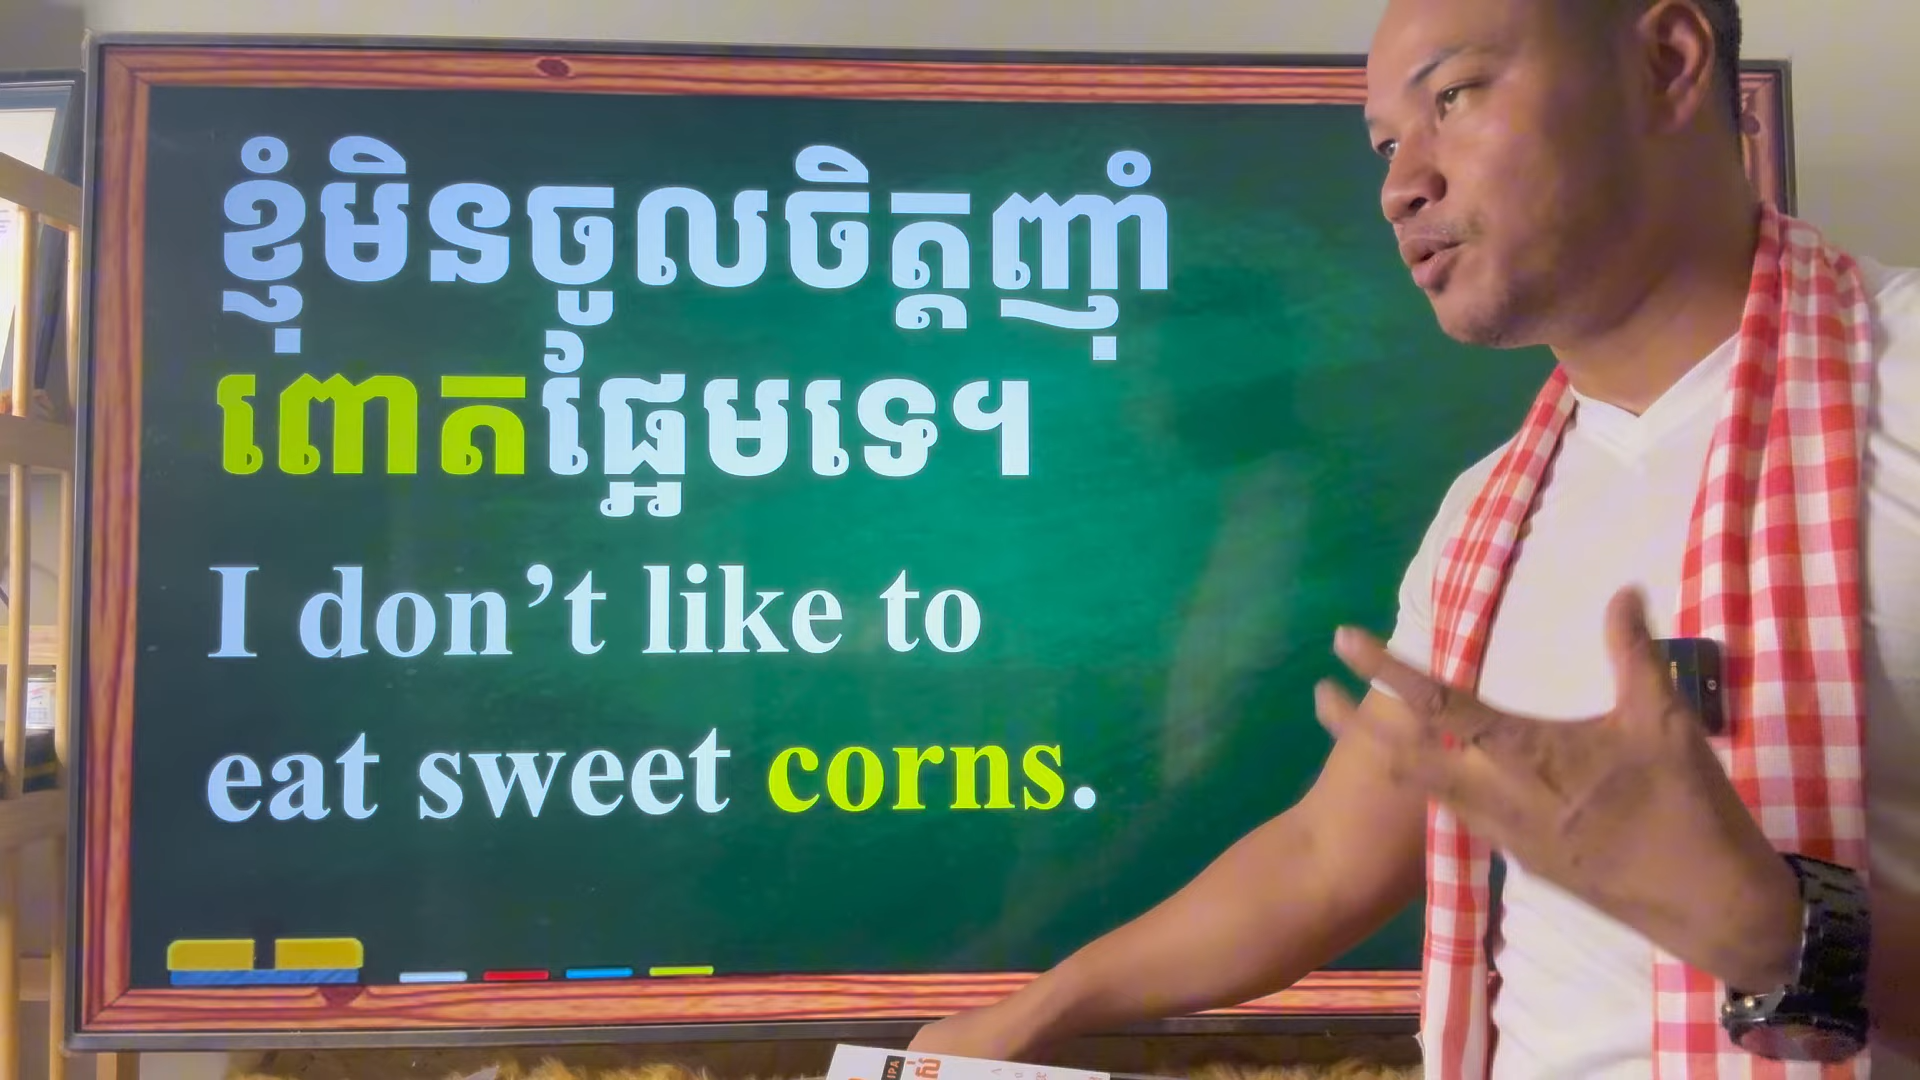 ខ្ញុំមិនចូលចិត្តញ៉ាំ
ពោតផ្អែមទេ។
I don’t like to
eat sweet corns.
IPA